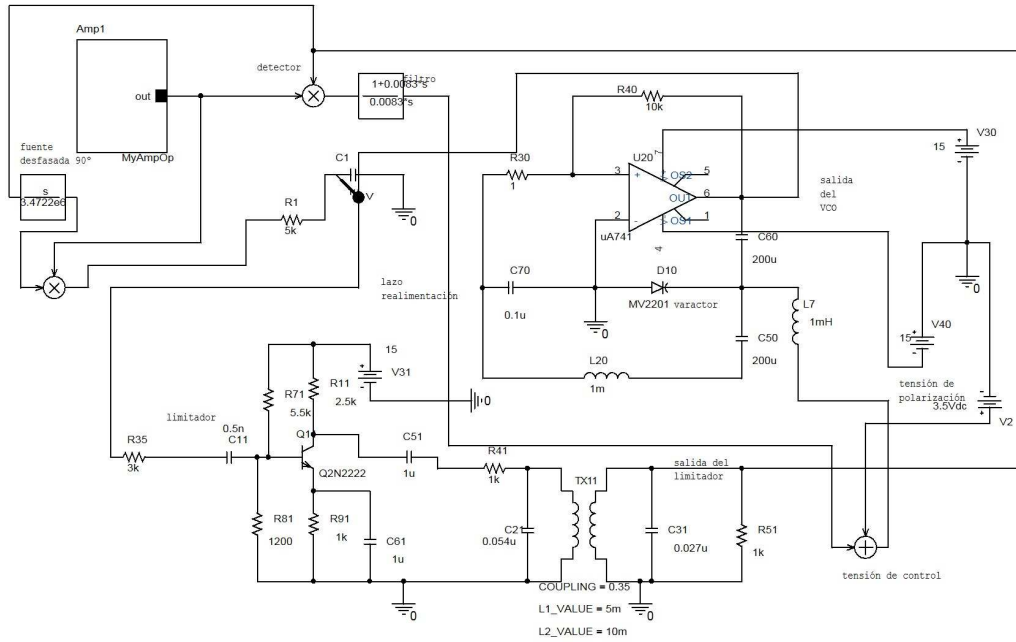 Amp1
out
MyAmpOp
detector
filtro
1+0.0083*s
0.0083*s
fuente
desfasada 90°
s
3.4722e6
R1
5k
C1
0
V
R30
1
R40
10k
U20
3
+
2
-
7
5
OS2
6
OUT
1
OS1
4
uA741
salida
del
VCO
V30
15
0
C60
200u
C70
0.1u
0
D10
MV2201
varactor
L7
1mH
C50
200u
L20
1m
V40
15
tensión de
polarización
3.5Vdc
V2
lazo
realimentación
15
V31
0
R71
5.5k
R11
2.5k
limitador
0.5n
C11
R35
3k
Q1
Q2N2222
C51
1u
R41
1k
R81
1200
R91
1k
C61
1u
0
C21
0.054u
TX11
salida del
limitador
C31
0.027u
R51
1k
0
COUPLING = 0.35
L1_VALUE = 5m
L2_VALUE = 10m
tensión de control